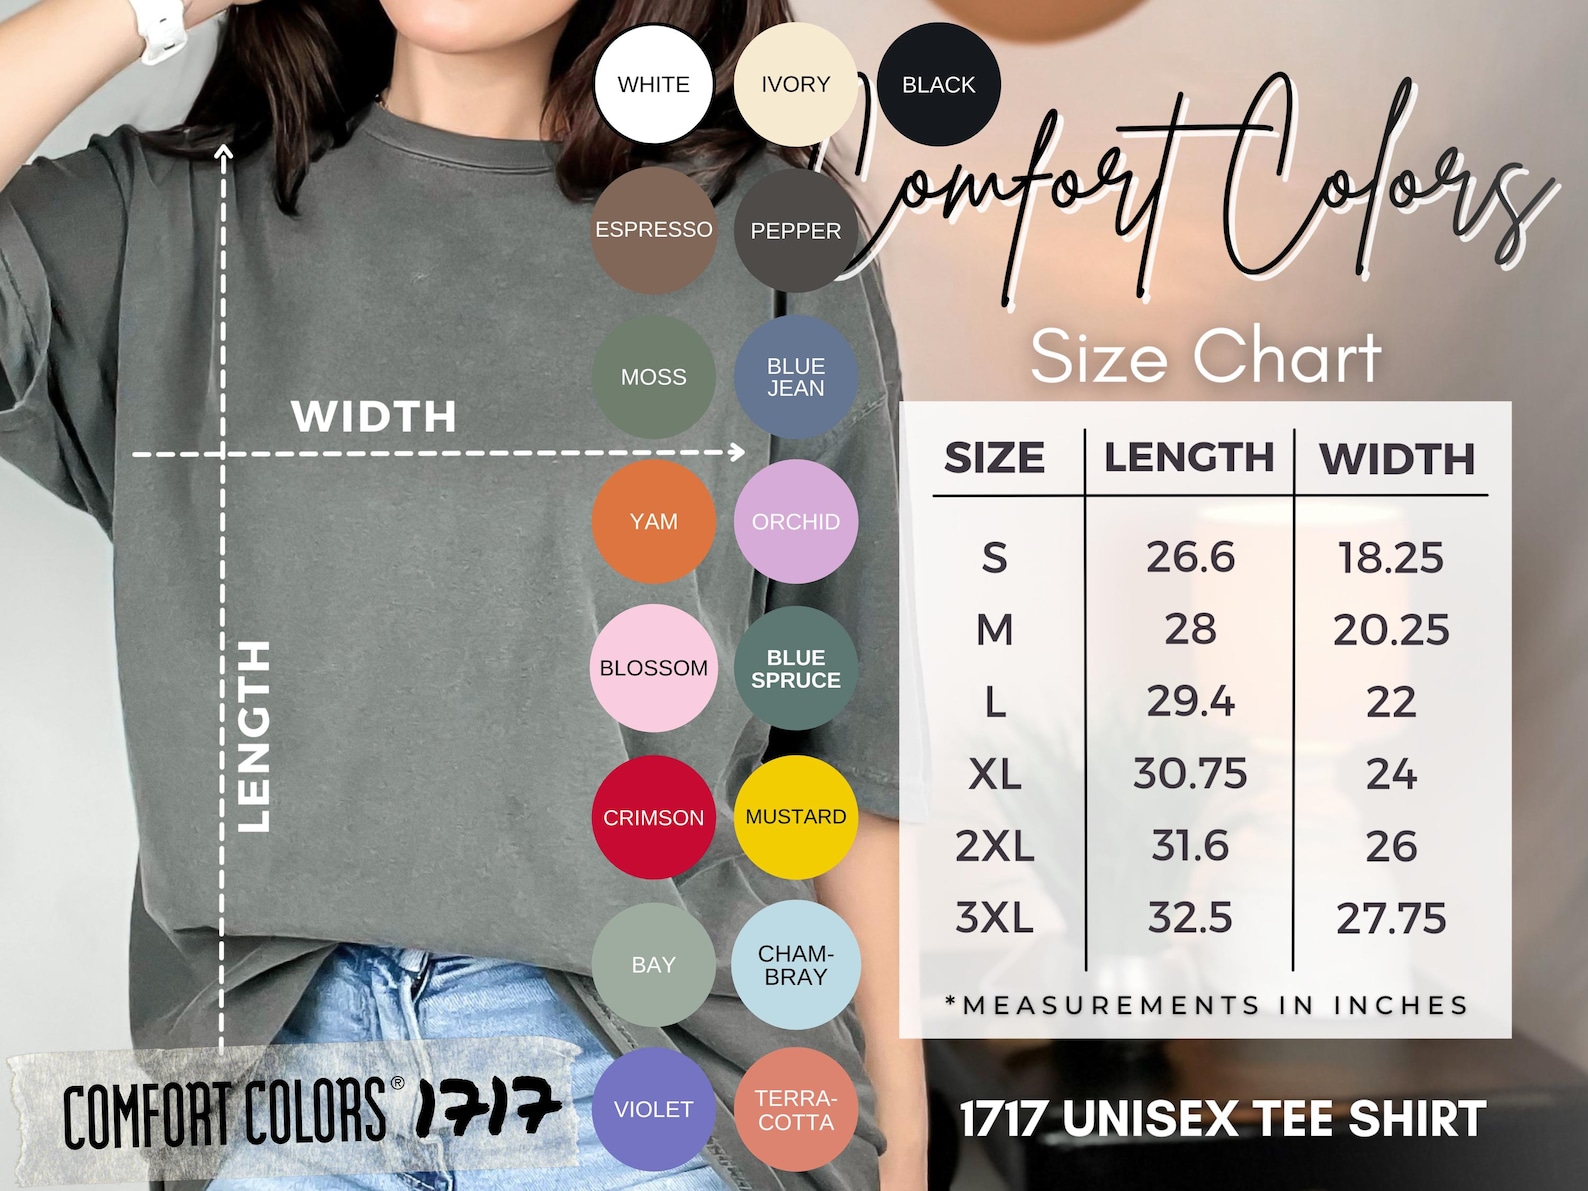 WHITE
IVORY
BLACK
ESPRESSO
PEPPER
MOSS
BLUE
JEAN
YAM
ORCHID
BLOSSOM
BLUE
SPRUCE
CRIMSON
MUSTARD
BAY
CHAM-
BRAY
VIOLET
TERRA-
COTTA
WIDTH
LENGTH
COMFORT COLORS® 1717
Comfort Colors
Size Chart
SIZE LENGTH WIDTH
S 26.6 18.25
M 28 20.25
L 29.4 22
XL 30.75 24
2XL 31.6 26
3XL 32.5 27.75
*MEASUREMENTS IN INCHES
1717 UNISEX TEE SHIRT